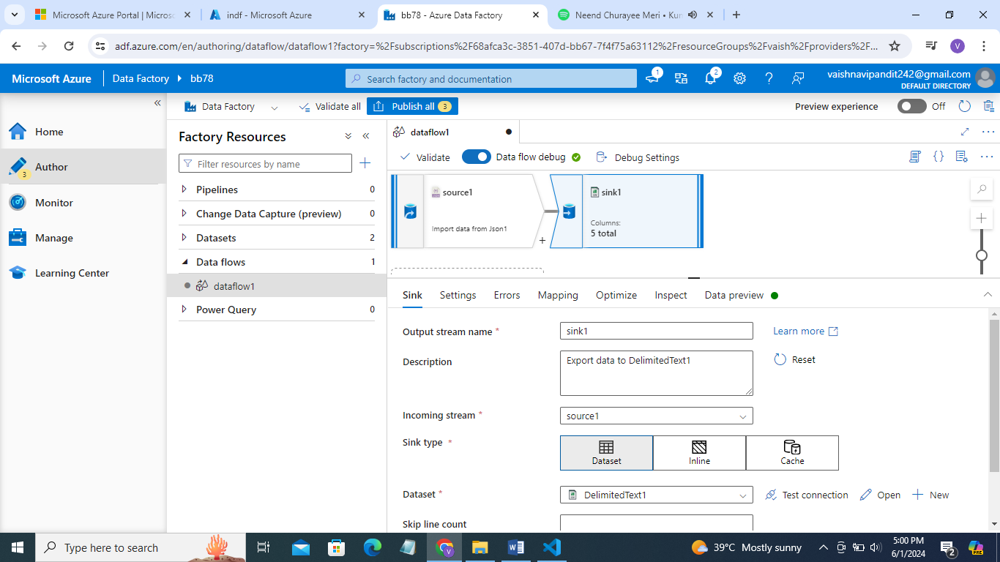 Microsoft Azure Portal | Micros
indf - Microsoft Azure
bb78 - Azure Data Factory
Neend Churayee Meri • Kum
adf.azure.com/en/authoring/dataflow/dataflow1?factory=%2Fsubscriptions%2F68afca3c-3851-407d-bb67-7f4f75a63112%2FresourceGroups%2Fvaish%2Fproviders%2F...
V
Microsoft Azure
Data Factory
bb78
Search factory and documentation
1
2
vaishnavipandit242@gmail.com
DEFAULT DIRECTORY
Home
Author
3
Monitor
Manage
Learning Center
Data Factory
Validate all
Publish all 3
Preview experience
Off
Factory Resources
Filter resources by name
Pipelines 0
Change Data Capture (preview) 0
Datasets 2
Data flows 1
dataflow1
Power Query 0
dataflow1
Validate
Data flow debug
Debug Settings
source1
Import data from Json1
+
sink1
Columns:
5 total
Sink
Settings
Errors
Mapping
Optimize
Inspect
Data preview
Output stream name *
sink1
Learn more
Description
Export data to DelimitedText1
Reset
Incoming stream *
source1
Sink type *
Dataset
Inline
Cache
Dataset *
DelimitedText1
Test connection
Open
New
Skip line count
Type here to search
V
39°C Mostly sunny
5:00 PM
6/1/2024
2
PRE